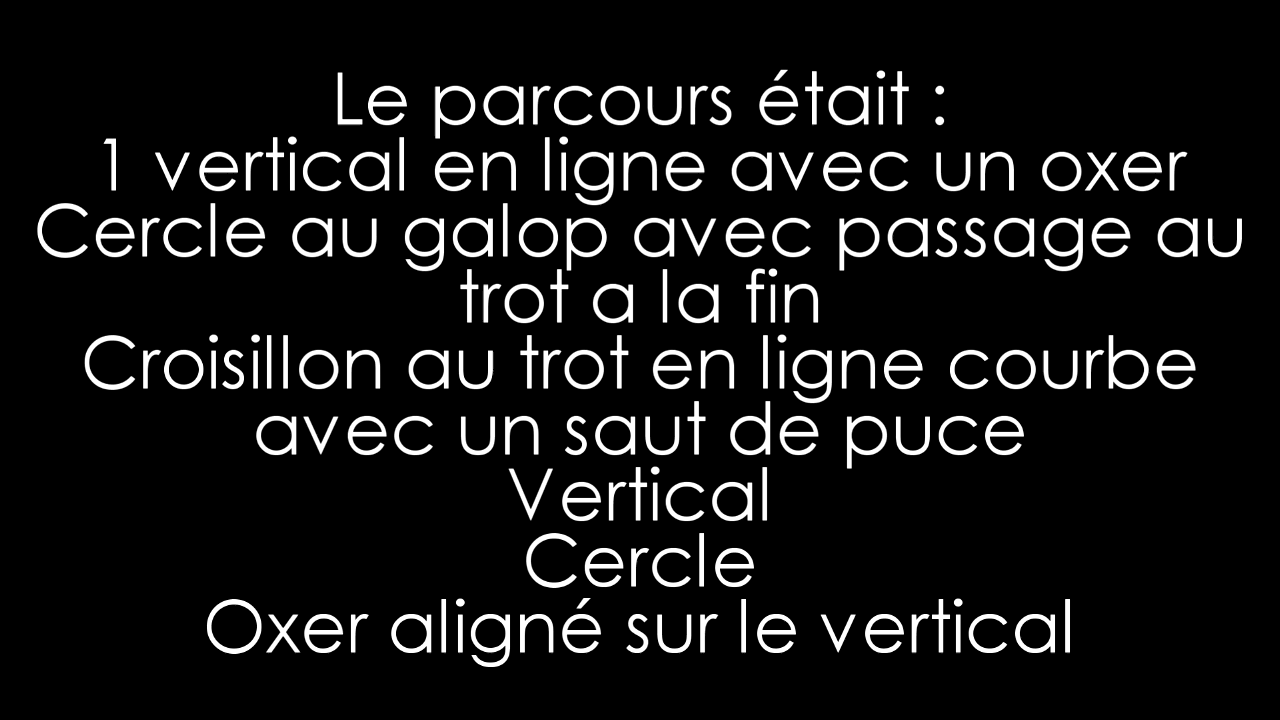 Le parcours était :
1 vertical en ligne avec un oxer
Cercle au galop avec passage au
trot a la fin
Croisillon au trot en ligne courbe
avec un saut de puce
Vertical
Cercle
Oxer aligné sur le vertical